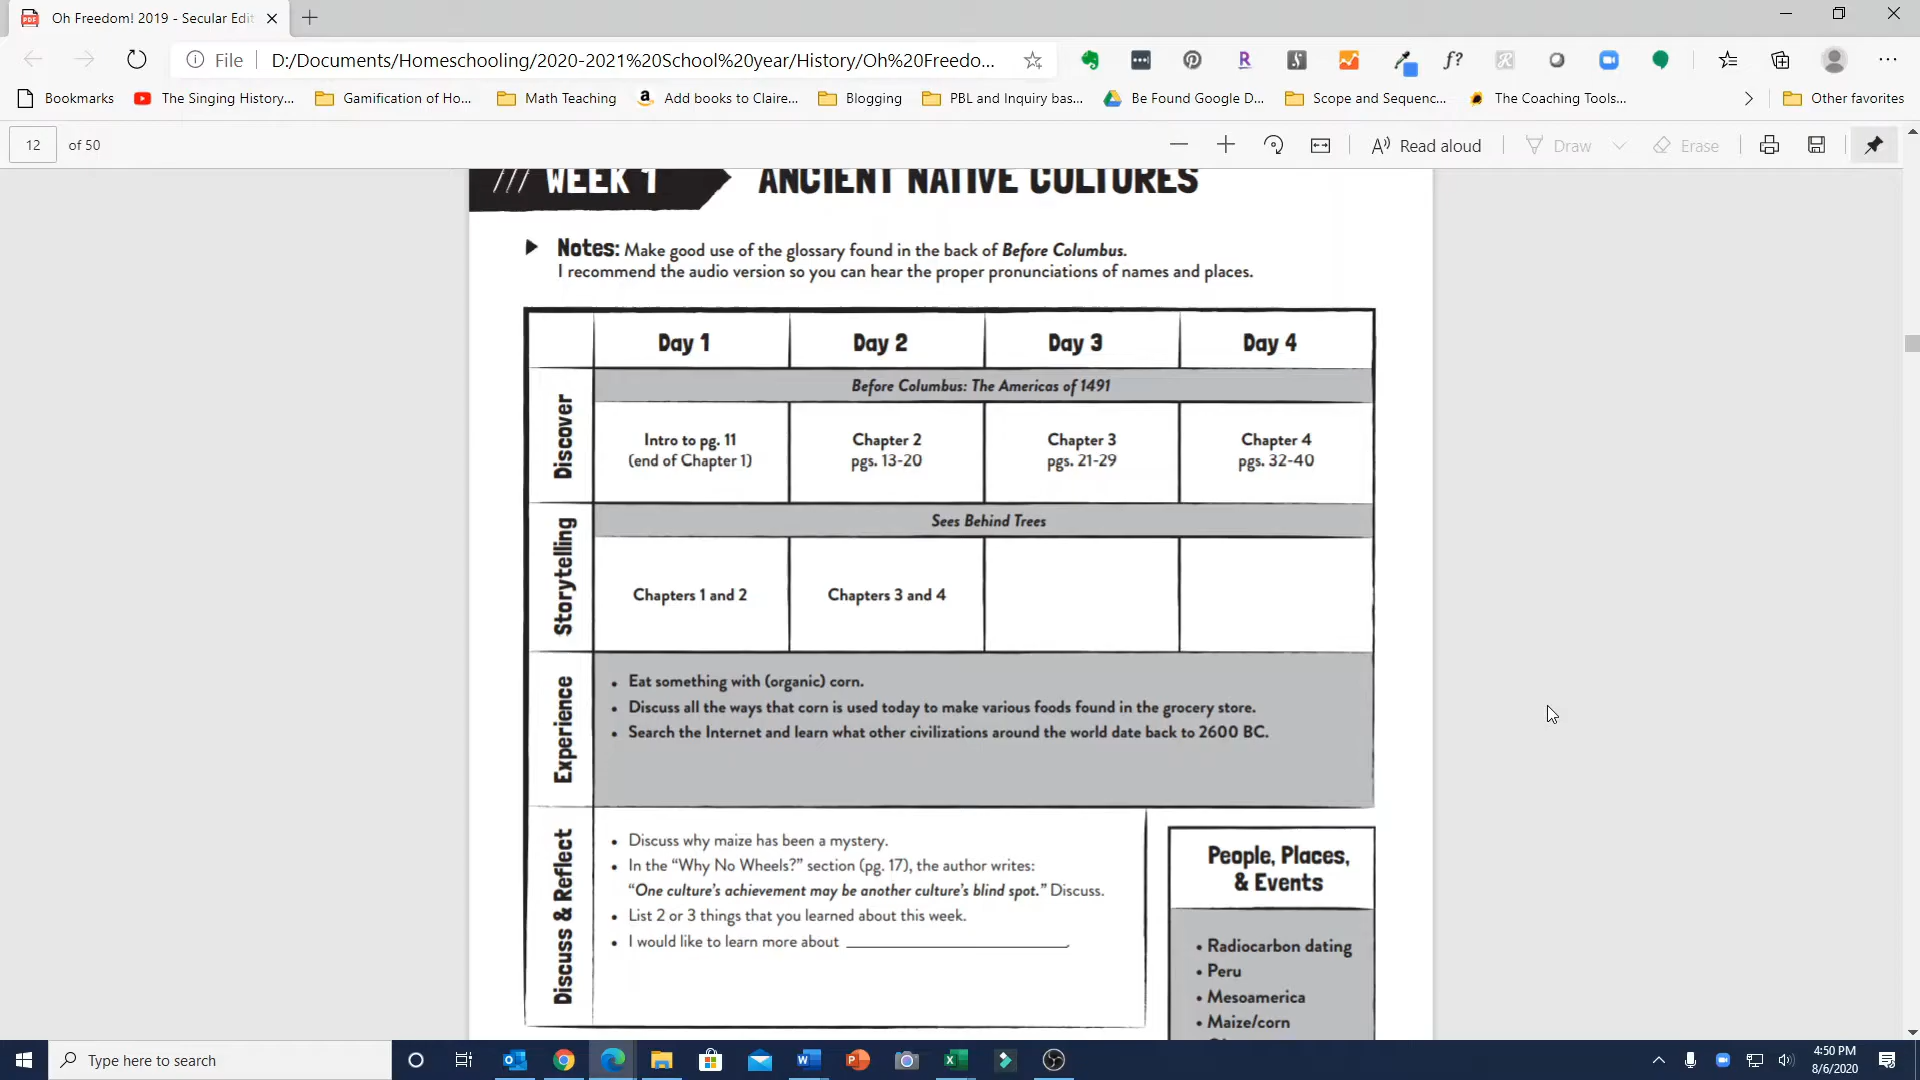 Oh Freedom! 2019 - Secular Edit
File
D:/Documents/Homeschooling/2020-2021%20School%20year/History/Oh%20Freedo...
Bookmarks
The Singing History...
Gamification of Ho...
Math Teaching
Add books to Claire...
Blogging
PBL and Inquiry bas...
Be Found Google D...
Scope and Sequenc...
The Coaching Tools...
Other favorites
12 of 50
Read aloud
Draw
Erase
/// WEEK 1
ANCIENT NATIVE CULTURES
Notes: Make good use of the glossary found in the back of Before Columbus.
I recommend the audio version so you can hear the proper pronunciations of names and places.
Day 1
Day 2
Day 3
Day 4
Discover
Before Columbus: The Americas of 1491
Intro to pg. 11
(end of Chapter 1)
Chapter 2
pgs. 13-20
Chapter 3
pgs. 21-29
Chapter 4
pgs. 32-40
Storytelling
Sees Behind Trees
Chapters 1 and 2
Chapters 3 and 4
Experience
• Eat something with (organic) corn.
• Discuss all the ways that corn is used today to make various foods found in the grocery store.
• Search the Internet and learn what other civilizations around the world date back to 2600 BC.
Discuss & Reflect
• Discuss why maize has been a mystery.
• In the “Why No Wheels?” section (pg. 17), the author writes:
“One culture’s achievement may be another culture’s blind spot.” Discuss.
• List 2 or 3 things that you learned about this week.
• I would like to learn more about ____________________.
People, Places,
& Events
• Radiocarbon dating
• Peru
• Mesoamerica
• Maize/corn
Type here to search
4:50 PM
8/6/2020